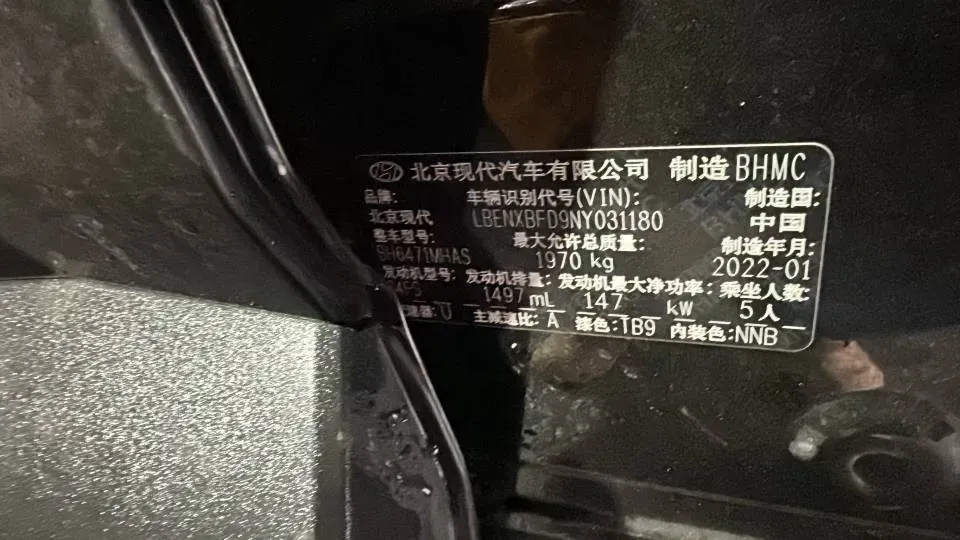 北京现代汽车有限公司 制造 BHMC
品牌: 车辆识别代号(VIN): 制造国:
北京现代 LBENXBFD9NY031180 中国
整车型号: 最大允许总质量: 制造年月:
BH6471MHAS 1970 kg 2022-01
发动机型号: 发动机排量: 发动机最大净功率: 乘坐人数:
1497 mL 147 kW 5 人
速器: U 主减速比: A 漆色: TB9 内装色: NNB